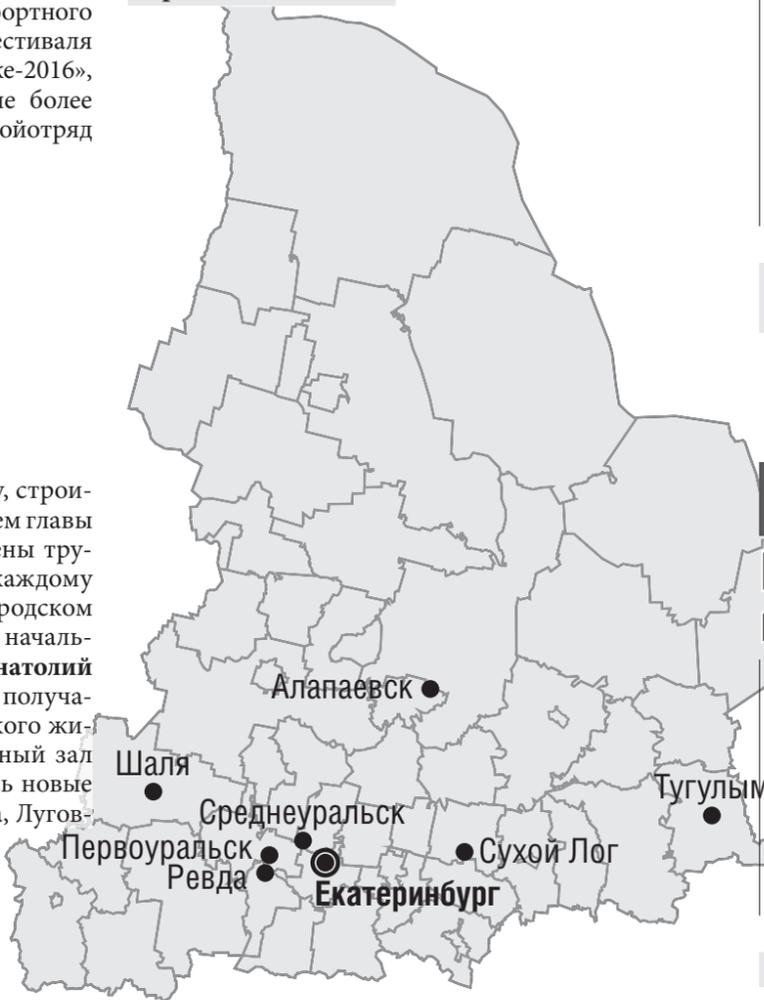 ортного
естиваля
ке-2016»,
ие более
ойотряд
у, строи-
ем главы
ены тру-
каждому
родском
началь-
натолий
получа-
кого жи-
ный зал
ь новые
а, Лугов-
Алапаевск
Шаля
Тугулым
Среднеуральск
Первоуральск
Сухой Лог
Ревда
Екатеринбург